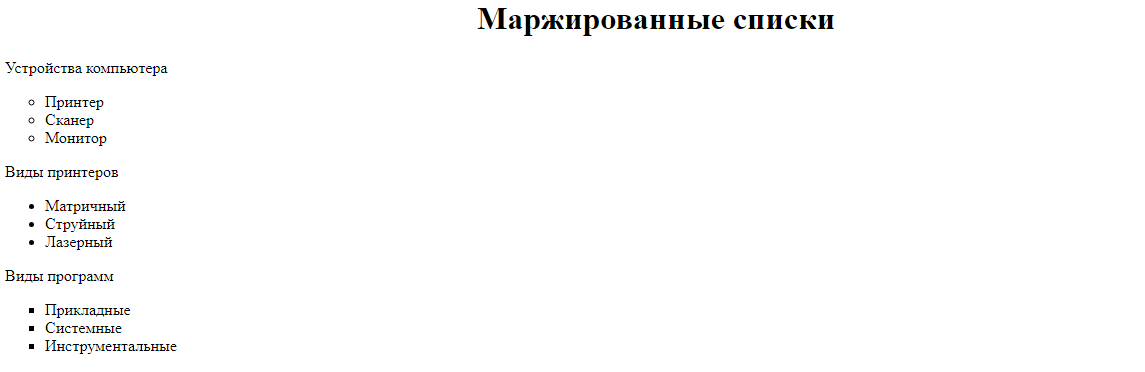 Маржированные списки
Устройства компьютера
Принтер
Сканер
Монитор
Виды принтеров
Матричный
Струйный
Лазерный
Виды программ
Прикладные
Системные
Инструментальные